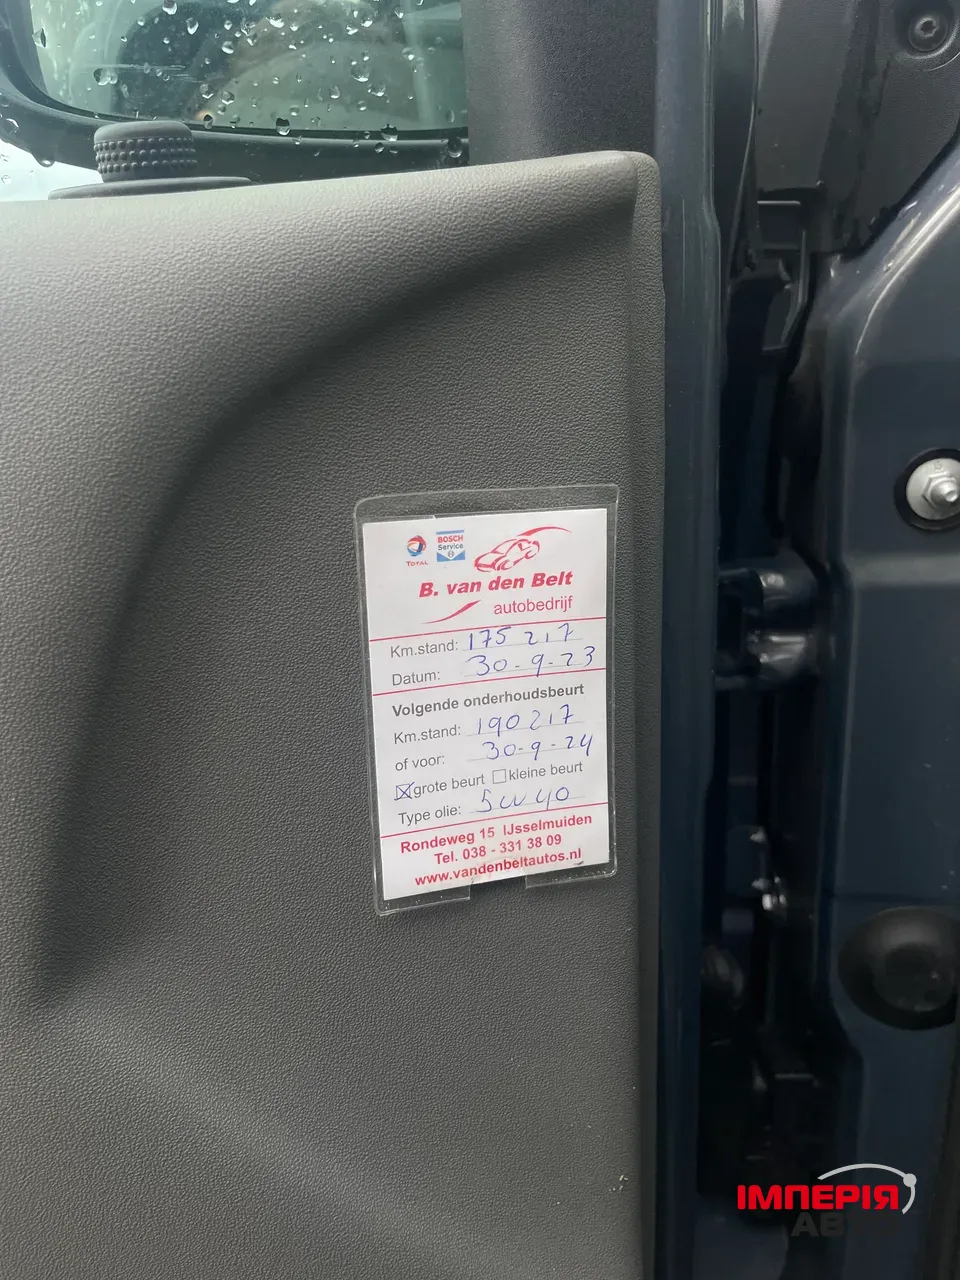 TOTAL
BOSCH
Service
B. van den Belt
autobedrijf
Km.stand: 175 217
Datum: 30-9-23
Volgende onderhoudsbeurt
Km.stand: 190217
of voor: 30-9-24
grote beurt kleine beurt
Type olie: 5W40
Rondeweg 15 IJsselmuiden
Tel. 038 - 331 38 09
www.vandenbeltautos.nl
ІМПЕРІЯ
АВТО